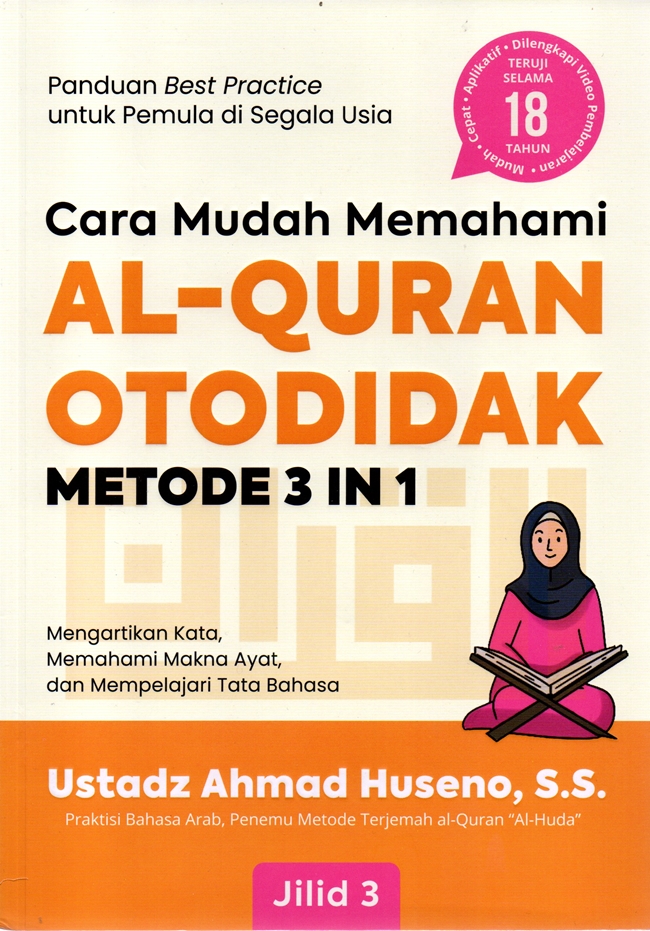 Panduan Best Practice
untuk Pemula di Segala Usia
Mudah • Cepat • Aplikatif • Dilengkapi Video Pembelajaran •
TERUJI
SELAMA
18
TAHUN
Cara Mudah Memahami
AL-QURAN
OTODIDAK
METODE 3 IN 1
Mengartikan Kata,
Memahami Makna Ayat,
dan Mempelajari Tata Bahasa
Ustadz Ahmad Huseno, S.S.
Praktisi Bahasa Arab, Penemu Metode Terjemah al-Quran “Al-Huda”
Jilid 3